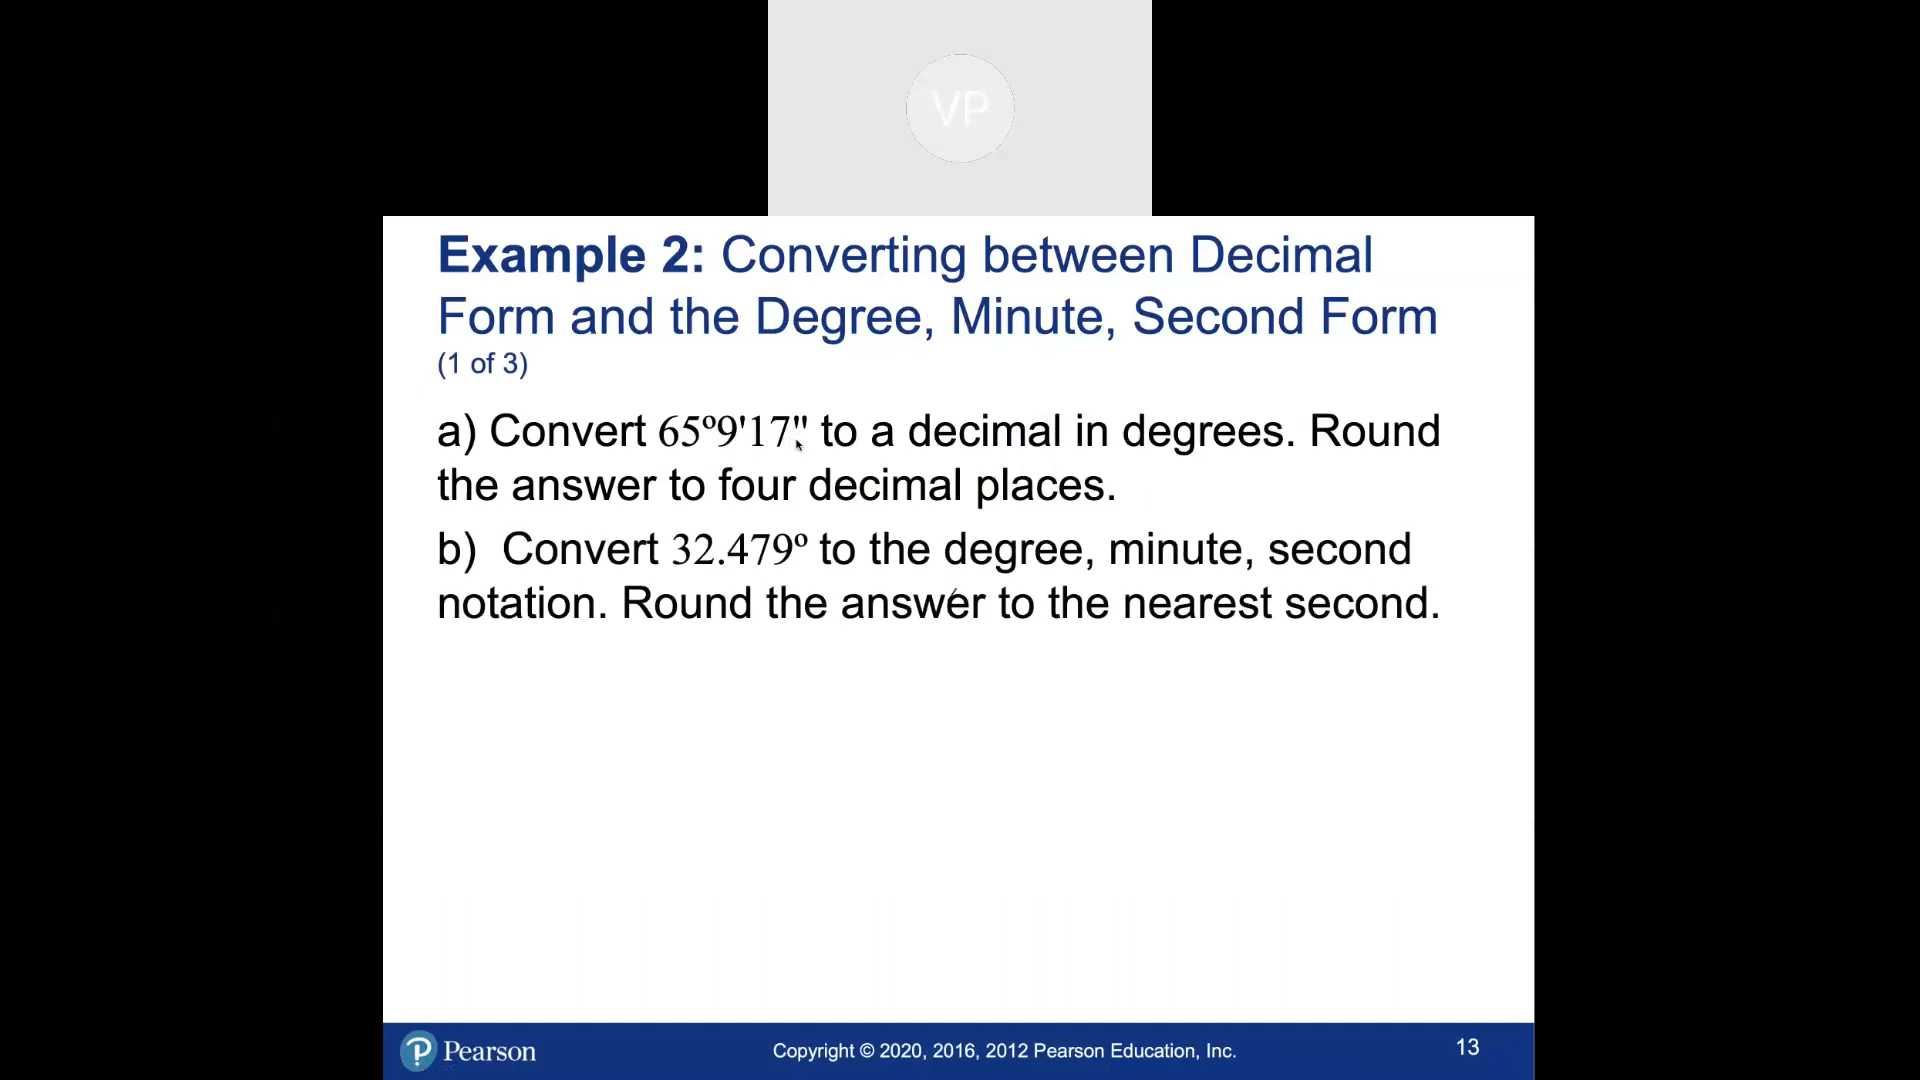 VP
Example 2: Converting between Decimal
Form and the Degree, Minute, Second Form
(1 of 3)
a) Convert 65º9'17" to a decimal in degrees. Round
the answer to four decimal places.
b) Convert 32.479º to the degree, minute, second
notation. Round the answer to the nearest second.
Pearson
Copyright © 2020, 2016, 2012 Pearson Education, Inc.
13